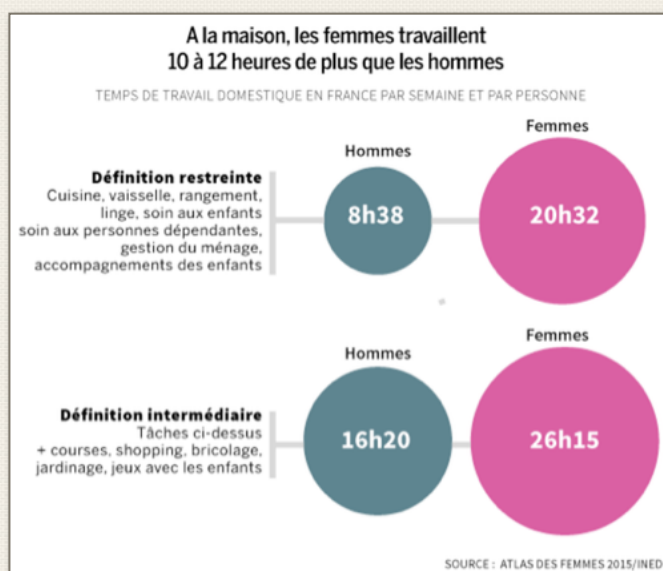 A la maison, les femmes travaillent
10 à 12 heures de plus que les hommes
TEMPS DE TRAVAIL DOMESTIQUE EN FRANCE PAR SEMAINE ET PAR PERSONNE
Définition restreinte
Cuisine, vaisselle, rangement,
linge, soin aux enfants
soin aux personnes dépendantes,
gestion du ménage,
accompagnements des enfants
Hommes
8h38
Femmes
20h32
Définition intermédiaire
Tâches ci-dessus
+ courses, shopping, bricolage,
jardinage, jeux avec les enfants
Hommes
16h20
Femmes
26h15
SOURCE : ATLAS DES FEMMES 2015/INED